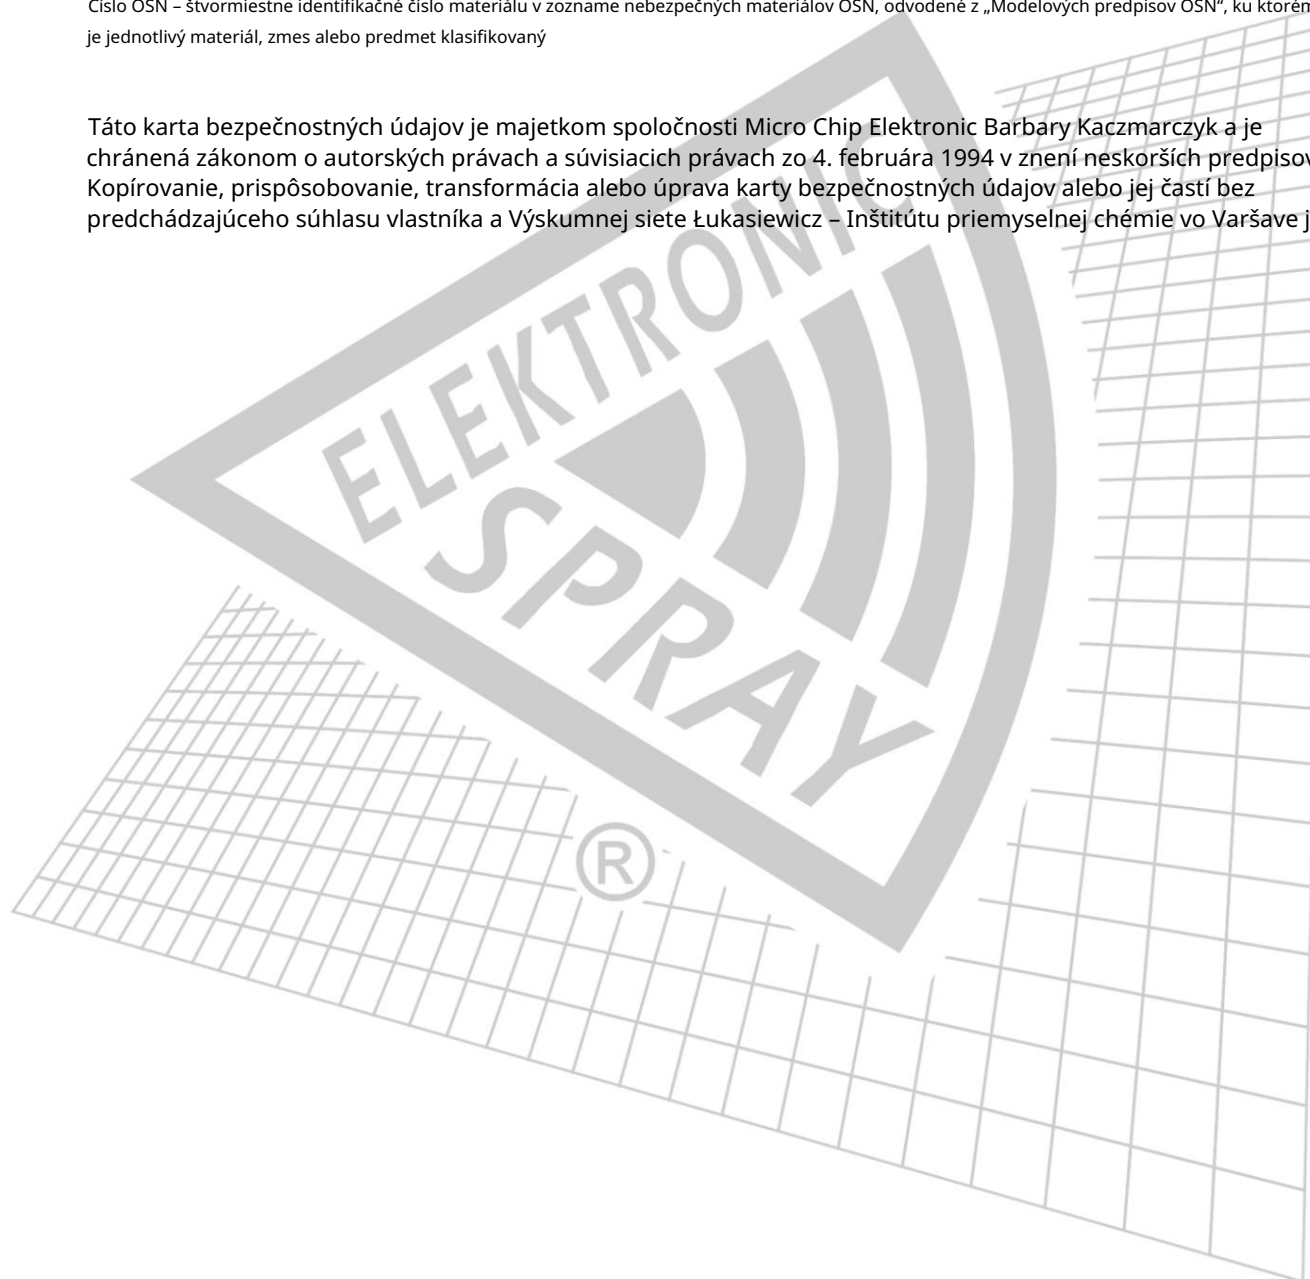 Číslo OSN – štvormiestne identifikačné číslo materiálu v zozname nebezpečných materiálov OSN, odvodené z „Modelových predpisov OSN“, ku
je jednotlivý materiál, zmes alebo predmet klasifikovaný
Táto karta bezpečnostných údajov je majetkom spoločnosti Micro Chip Elektronic Barbary Kaczmarczyk a je
chránená zákonom o autorských právach a súvisiacich právach zo 4. februára 1994 v znení neskorších predpisov
Kopírovanie, prispôsobovanie, transformácia alebo úprava karty bezpečnostných údajov alebo jej častí bez
predchádzajúceho súhlasu vlastníka a Výskumnej siete Łukasiewicz – Inštitútu priemyselnej chémie vo Varšave
ELEKTRONIC
SPRAY
®